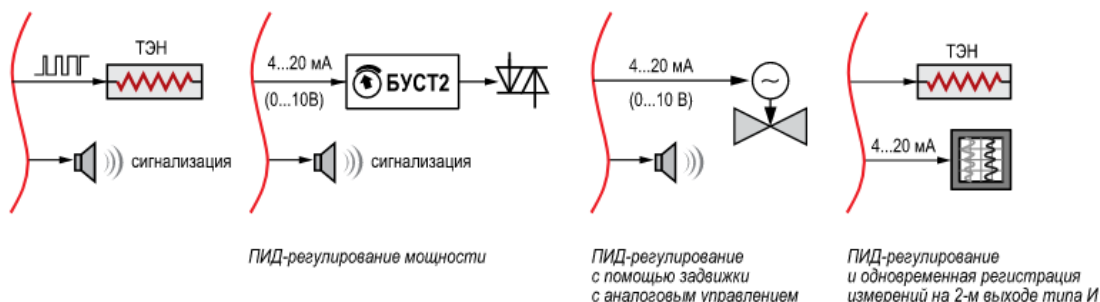 ТЭН
сигнализация
4...20 мА
(0...10В)
БУСТ2
сигнализация
4...20 мА
(0...10 В)
ТЭН
4...20 мА
ПИД-регулирование мощности
ПИД-регулирование
с помощью задвижки
с аналоговым управлением
ПИД-регулирование
и одновременная регистрация
измерений на 2-м выходе типа И